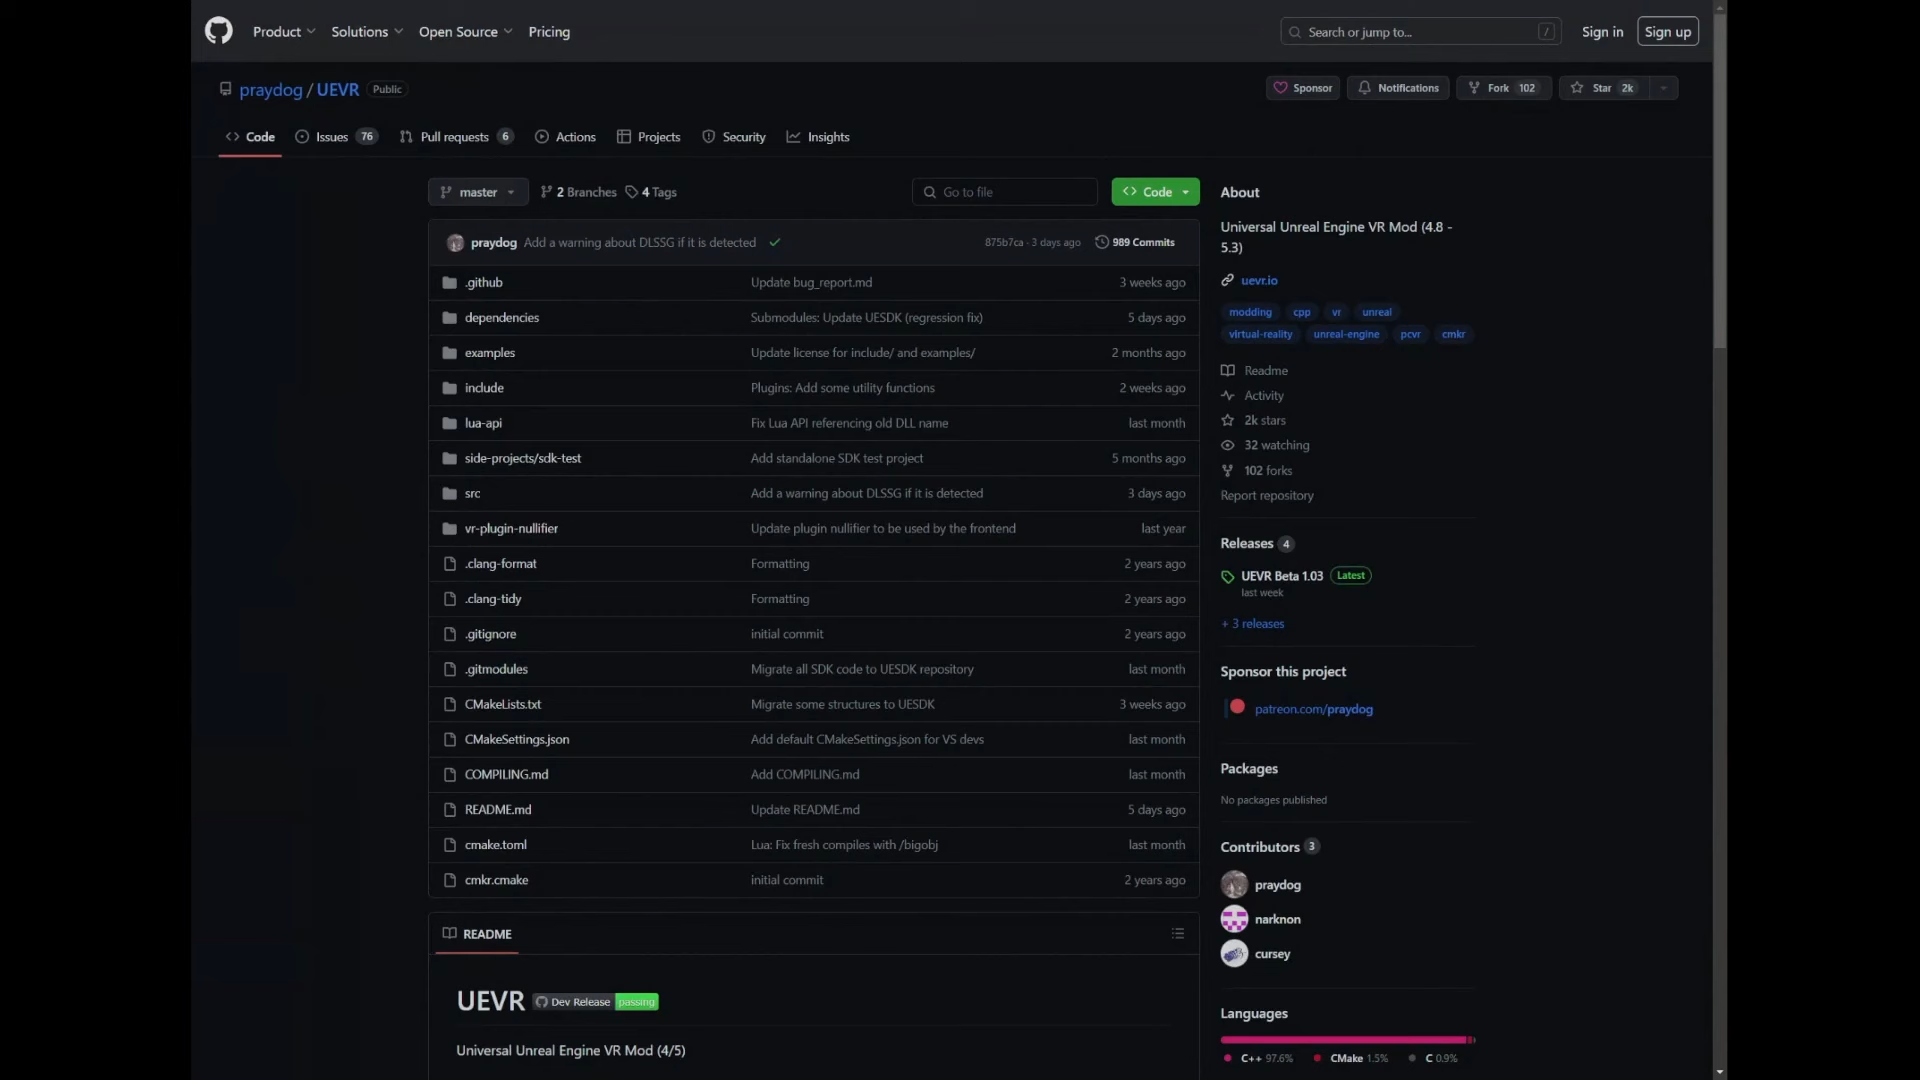 Product Solutions Open Source Pricing Search or jump to... / Sign in Sign up
praydog / UEVR Public Sponsor Notifications Fork 102 Star 2k
Code Issues 76 Pull requests 6 Actions Projects Security Insights
master 2 Branches 4 Tags Go to file Code
praydog Add a warning about DLSSG if it is detected 875b7ca · 3 days ago 989 Commits
.github Update bug_report.md 3 weeks ago
dependencies Submodules: Update UESDK (regression fix) 5 days ago
examples Update license for include/ and examples/ 2 months ago
include Plugins: Add some utility functions 2 weeks ago
lua-api Fix Lua API referencing old DLL name last month
side-projects/sdk-test Add standalone SDK test project 5 months ago
src Add a warning about DLSSG if it is detected 3 days ago
vr-plugin-nullifier Update plugin nullifier to be used by the frontend last year
.clang-format Formatting 2 years ago
.clang-tidy Formatting 2 years ago
.gitignore initial commit 2 years ago
.gitmodules Migrate all SDK code to UESDK repository last month
CMakeLists.txt Migrate some structures to UESDK 3 weeks ago
CMakeSettings.json Add default CMakeSettings.json for VS devs last month
COMPILING.md Add COMPILING.md last month
README.md Update README.md 5 days ago
cmake.toml Lua: Fix fresh compiles with /bigobj last month
cmkr.cmake initial commit 2 years ago
README
UEVR Dev Release passing
Universal Unreal Engine VR Mod (4/5)
About
Universal Unreal Engine VR Mod (4.8 -
5.3)
uevr.io
modding cpp vr unreal
virtual-reality unreal-engine pcvr cmkr
Readme
Activity
2k stars
32 watching
102 forks
Report repository
Releases 4
UEVR Beta 1.03 Latest
last week
+ 3 releases
Sponsor this project
patreon.com/praydog
Packages
No packages published
Contributors 3
praydog
narknon
cursey
Languages
C++ 97.6% CMake 1.5% C 0.9%